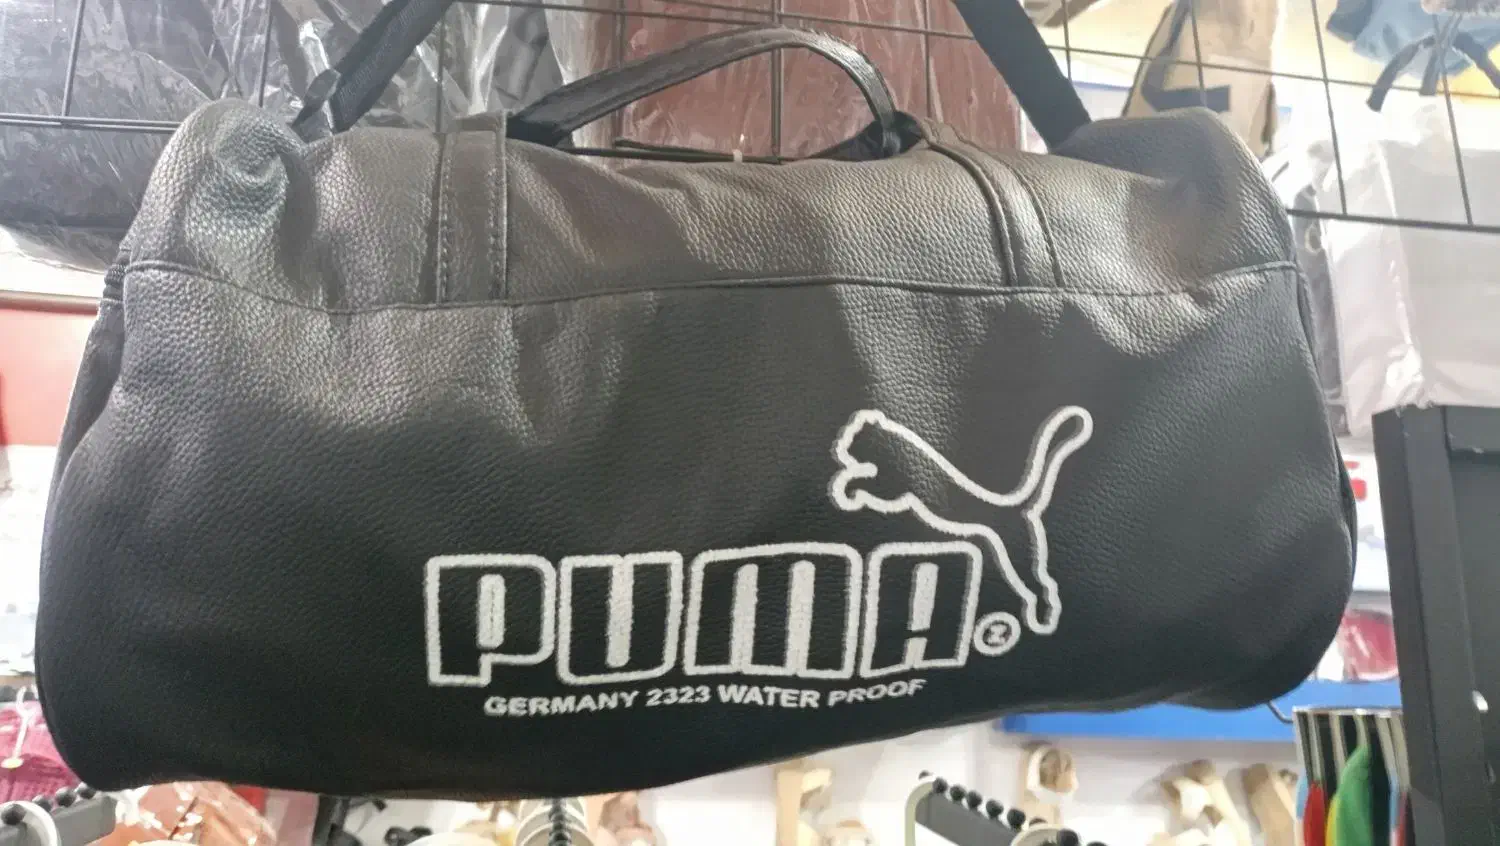 PUMA
Z
GERMANY 2323 WATER PROOF